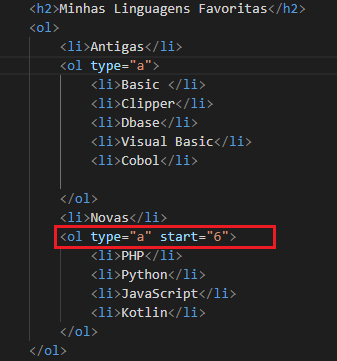 <h2>Minhas Linguagens Favoritas</h2>
<ol>
<li>Antigas</li>
<ol type="a">
<li>Basic </li>
<li>Clipper</li>
<li>Dbase</li>
<li>Visual Basic</li>
<li>Cobol</li>
</ol>
<li>Novas</li>
<ol type="a" start="6">
<li>PHP</li>
<li>Python</li>
<li>JavaScript</li>
<li>Kotlin</li>
</ol>
</ol>